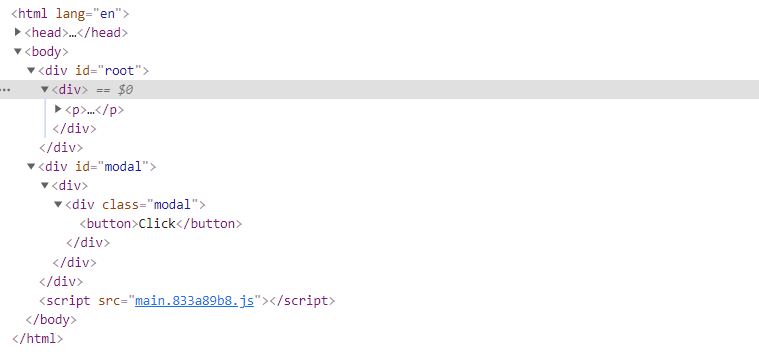 <html lang="en">
▶<head>…</head>
▼<body>
▼<div id="root">
… ▼<div> == $0
▶<p>…</p>
</div>
</div>
▼<div id="modal">
▼<div>
▼<div class="modal">
<button>Click</button>
</div>
</div>
</div>
<script src="main.833a89b8.js"></script>
</body>
</html>